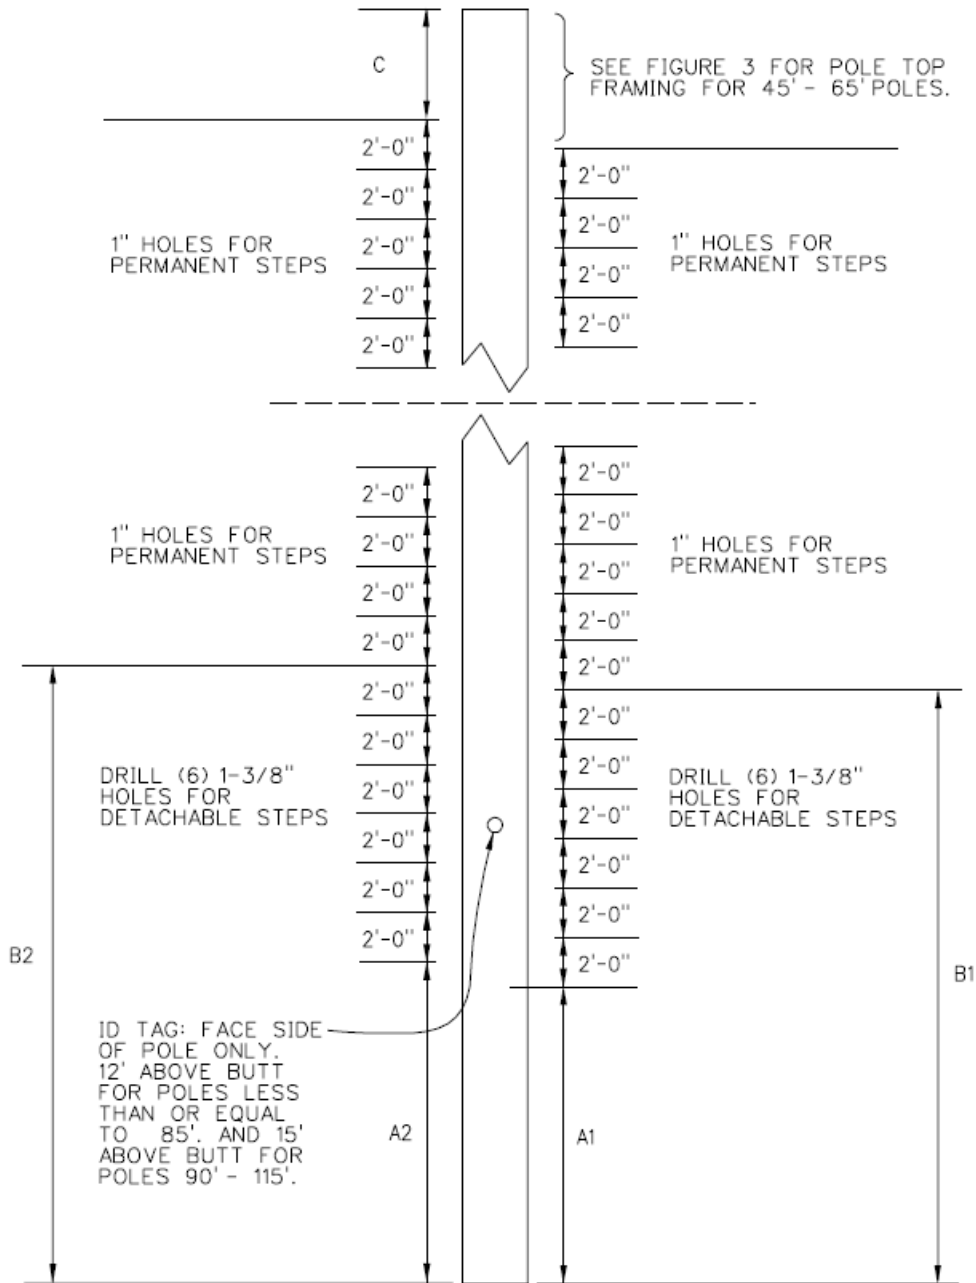 C
SEE FIGURE 3 FOR POLE TOP
FRAMING FOR 45' - 65' POLES.
2'-0"
2'-0"
2'-0"
2'-0"
2'-0"
1" HOLES FOR
PERMANENT STEPS
2'-0"
2'-0"
2'-0"
2'-0"
1" HOLES FOR
PERMANENT STEPS
2'-0"
2'-0"
2'-0"
2'-0"
1" HOLES FOR
PERMANENT STEPS
2'-0"
2'-0"
2'-0"
2'-0"
2'-0"
1" HOLES FOR
PERMANENT STEPS
2'-0"
2'-0"
2'-0"
2'-0"
2'-0"
2'-0"
DRILL (6) 1-3/8"
HOLES FOR
DETACHABLE STEPS
2'-0"
2'-0"
2'-0"
2'-0"
2'-0"
2'-0"
DRILL (6) 1-3/8"
HOLES FOR
DETACHABLE STEPS
B2
B1
ID TAG: FACE SIDE
OF POLE ONLY.
12' ABOVE BUTT
FOR POLES LESS
THAN OR EQUAL
TO 85'. AND 15'
ABOVE BUTT FOR
POLES 90' - 115'.
A2
A1